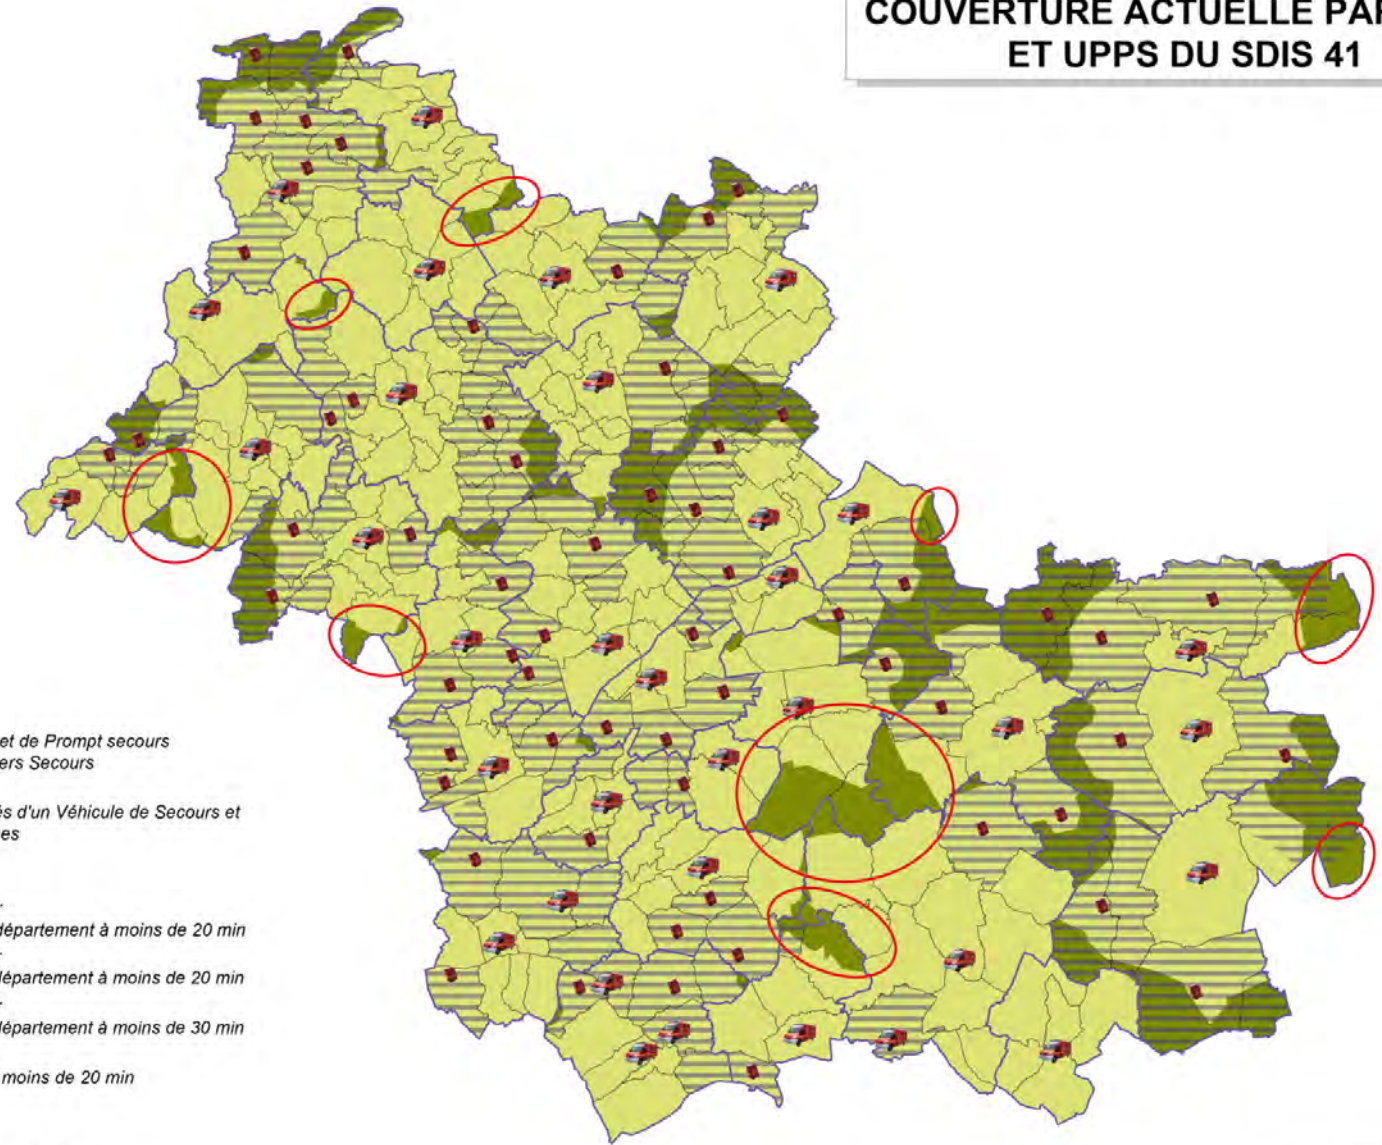 COUVERTURE ACTUELLE PAR
ET UPPS DU SDIS 41
et de Prompt secours
ers Secours
és d'un Véhicule de Secours et
es
département à moins de 20 min
département à moins de 20 min
département à moins de 30 min
moins de 20 min